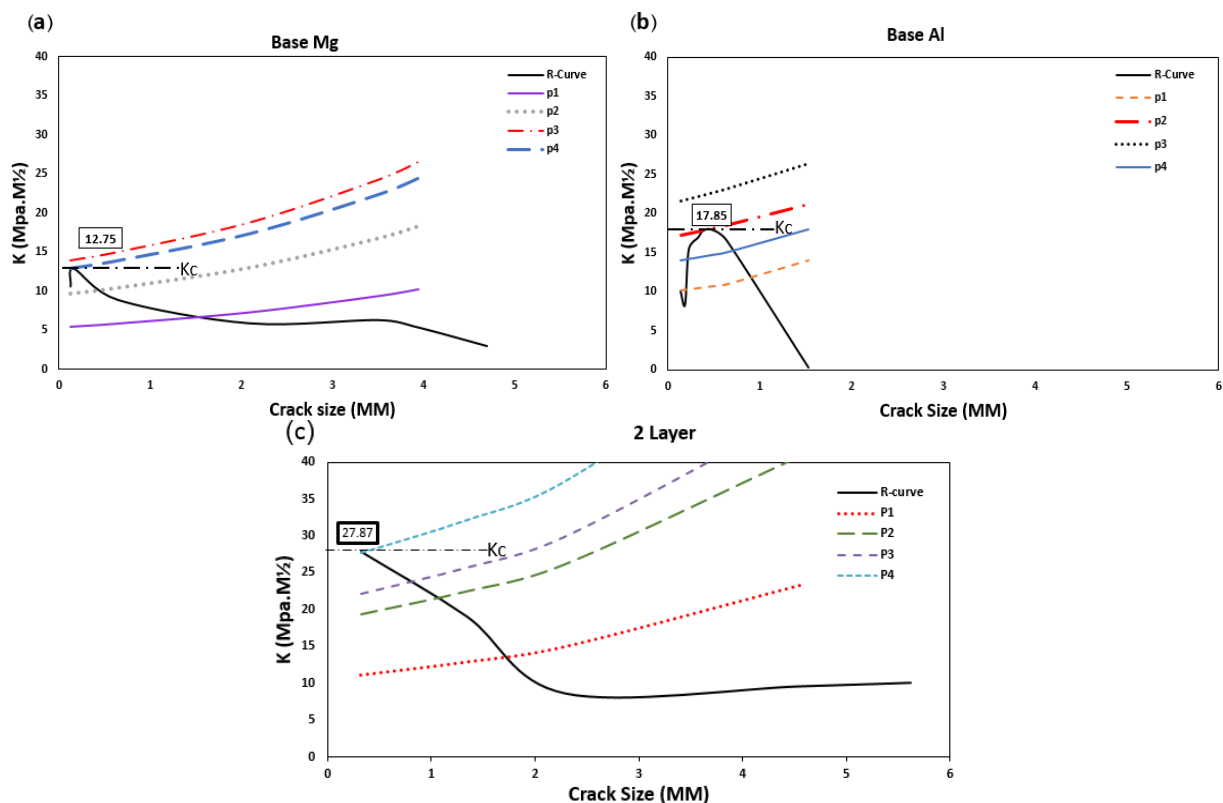 (a)
Base Mg
40
35
30
25
20
15
10
5
0
K (Mpa.M½)
R-Curve
p1
p2
p3
p4
12.75
Kc
0 1 2 3 4 5 6
Crack size (MM)
(b)
Base Al
40
35
30
25
20
15
10
5
0
K (Mpa.M½)
R-Curve
p1
p2
p3
p4
17.85
Kc
0 1 2 3 4 5 6
Crack Size (MM)
(c)
2 Layer
40
35
30
25
20
15
10
5
0
K (Mpa.M½)
R-curve
P1
P2
P3
P4
27.87
Kc
0 1 2 3 4 5 6
Crack Size (MM)